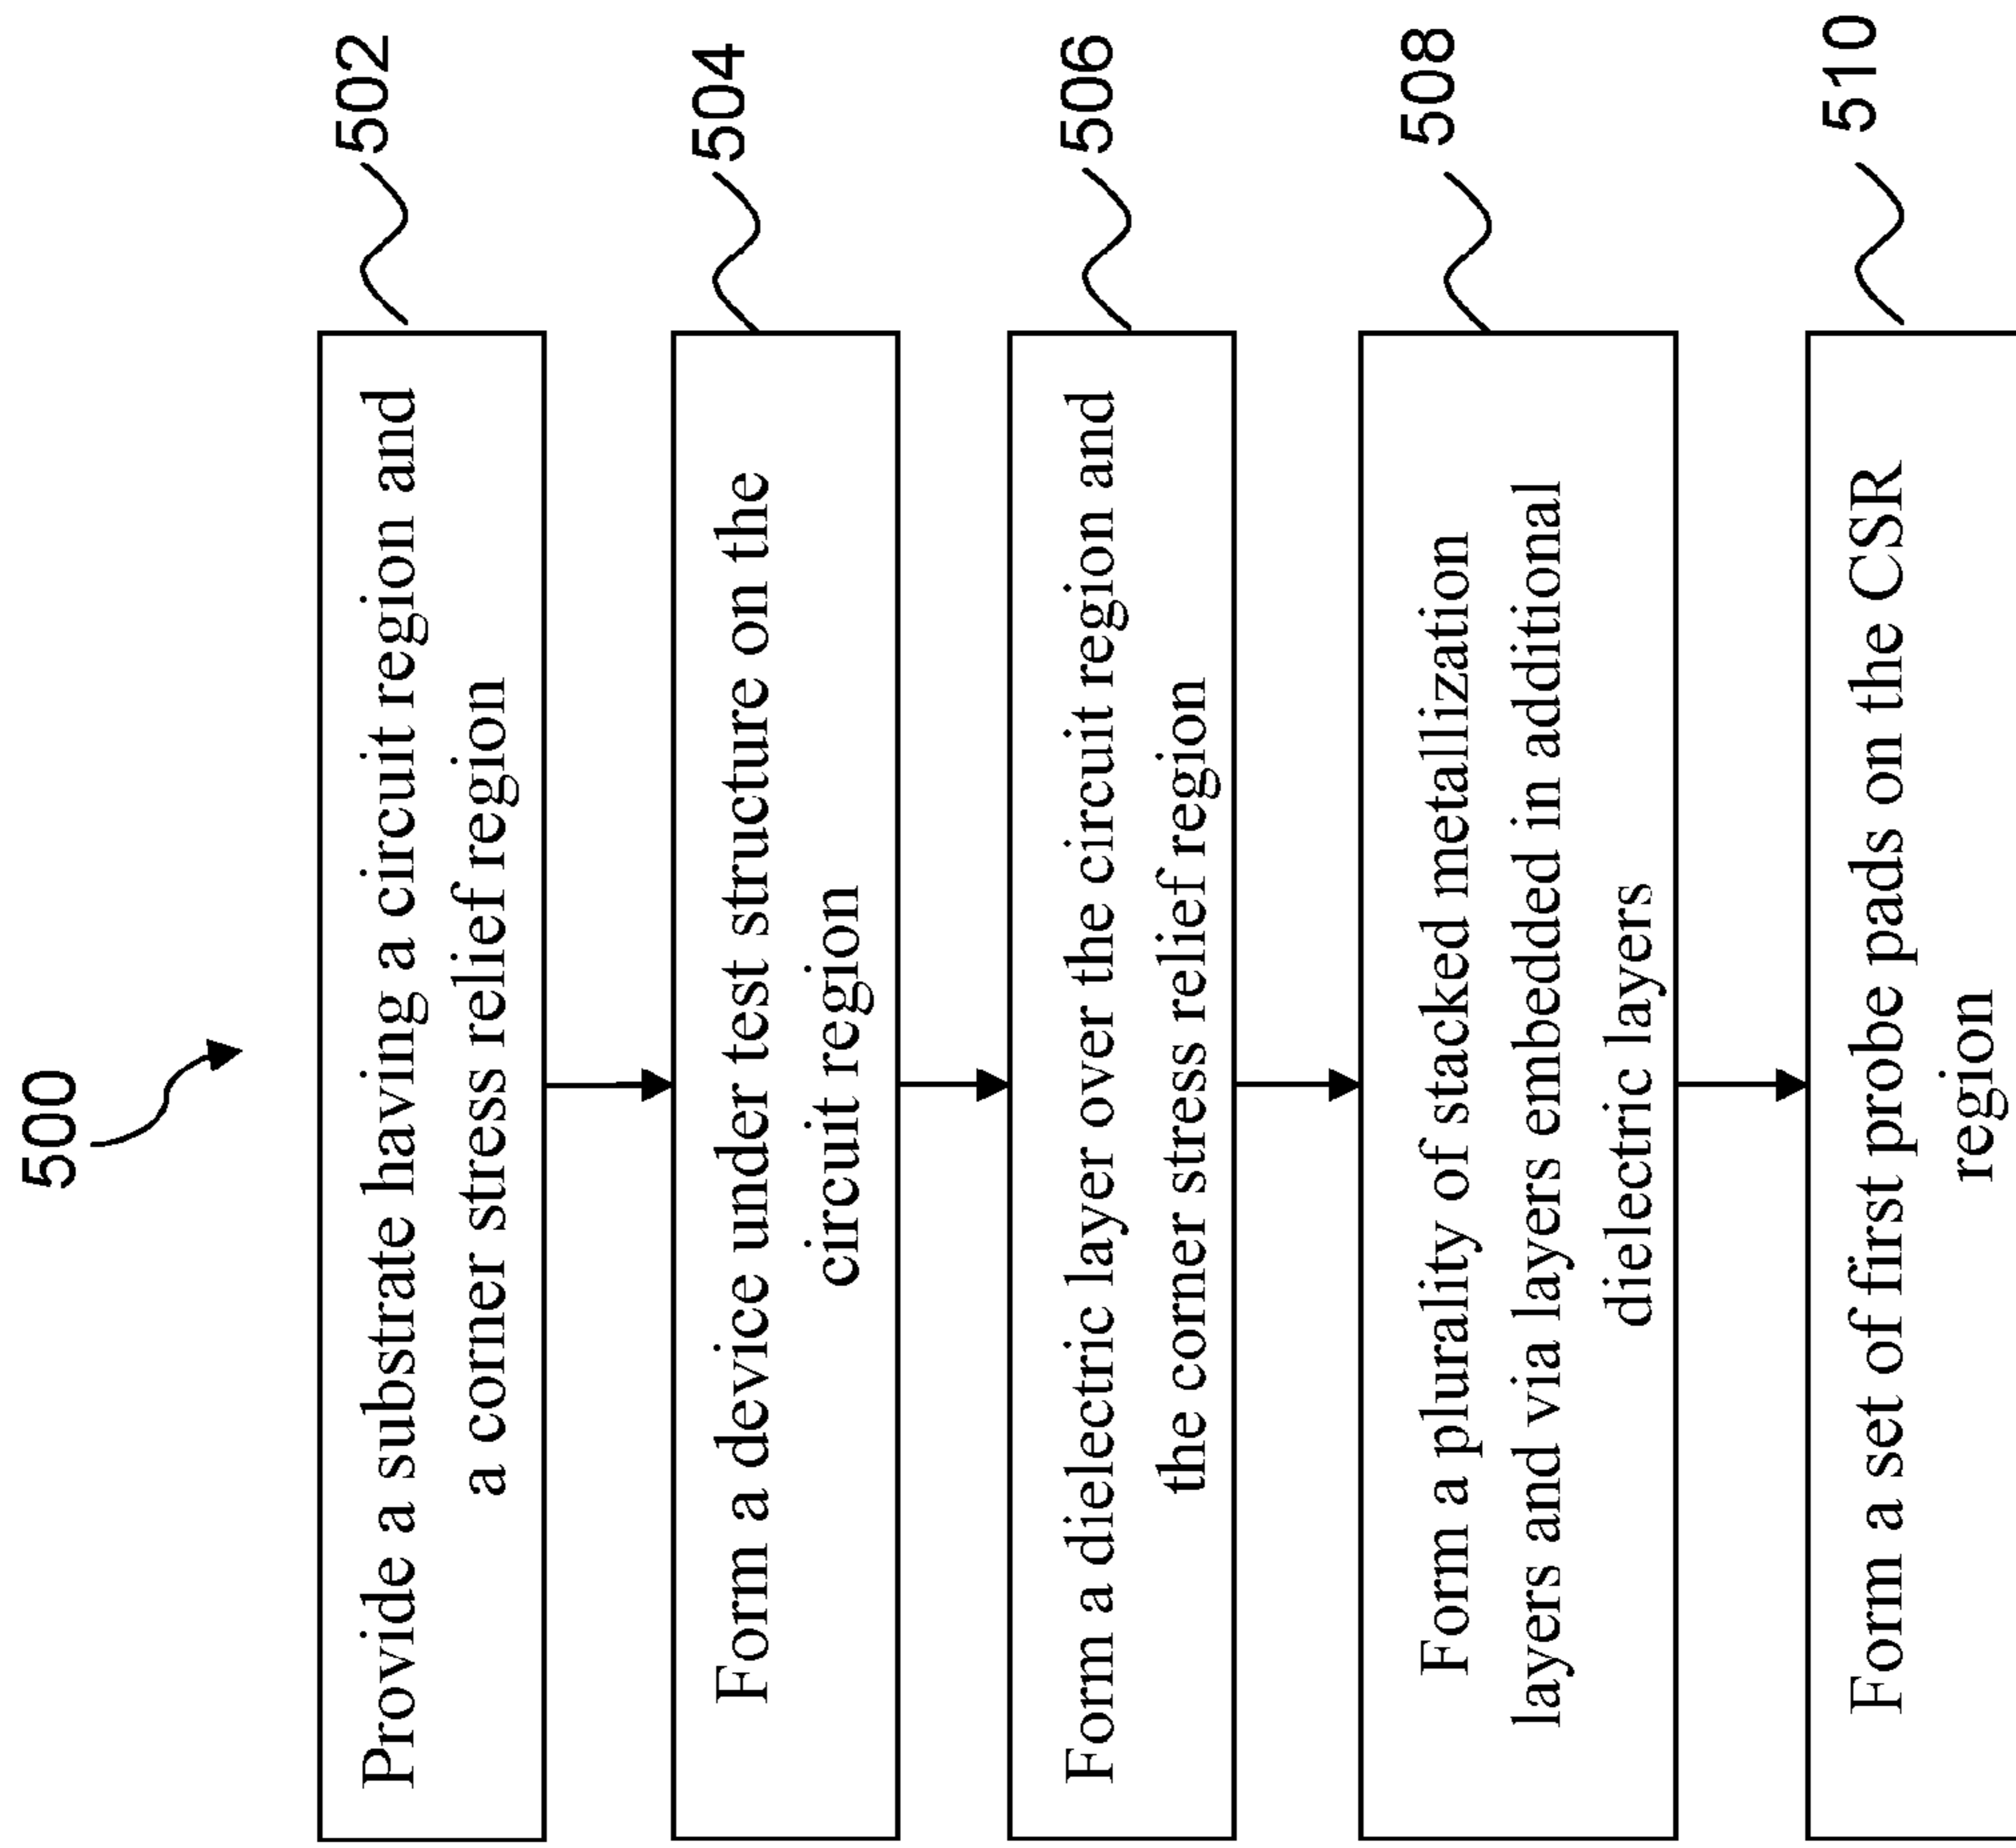 500
Provide a substrate having a circuit region and
a corner stress relief region
502
Form a device under test structure on the
circuit region
504
Form a dielectric layer over the circuit region and
the corner stress relief region
506
Form a plurality of stacked metallization
layers and via layers embedded in additional
dielectric layers
508
Form a set of first probe pads on the CSR
region
510